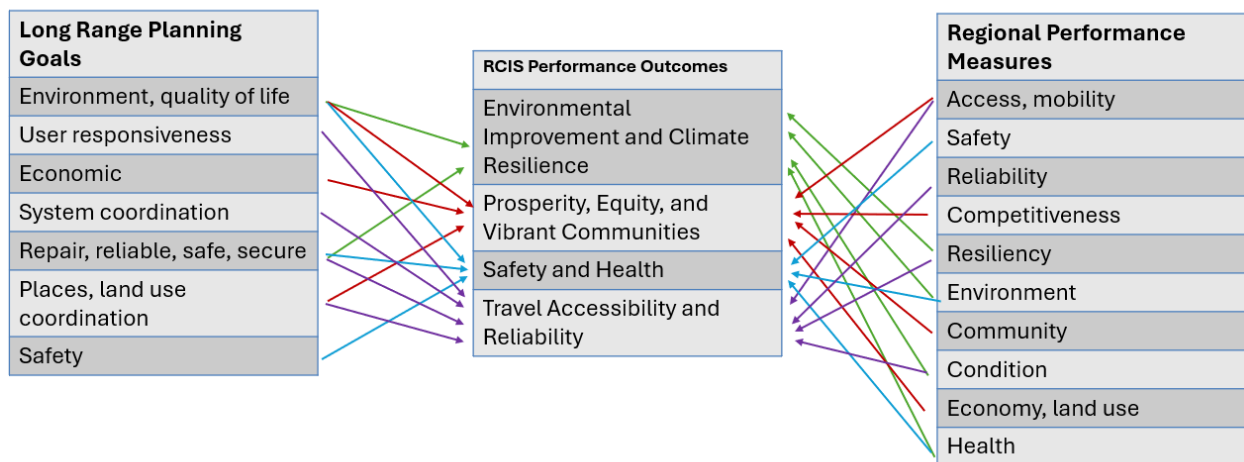 Long Range Planning
Goals
Environment, quality of life
User responsiveness
Economic
System coordination
Repair, reliable, safe, secure
Places, land use
coordination
Safety
RCIS Performance Outcomes
Environmental
Improvement and Climate
Resilience
Prosperity, Equity, and
Vibrant Communities
Safety and Health
Travel Accessibility and
Reliability
Regional Performance
Measures
Access, mobility
Safety
Reliability
Competitiveness
Resiliency
Environment
Community
Condition
Economy, land use
Health